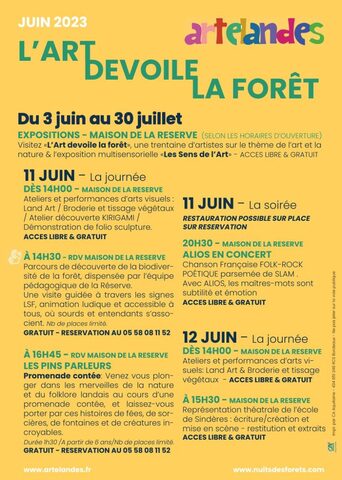 JUIN 2023
artelandes
L'ART
DEVOILE
LA FORÊT
Du 3 juin au 30 juillet
EXPOSITIONS - MAISON DE LA RESERVE (SELON LES HORAIRES D'OUVERTURE)
Visitez «L'Art devoile la forêt», une trentaine d'artistes sur le thème de l'art et la
nature & l'exposition multisensorielle «Les Sens de l'Art» - ACCES LIBRE & GRATUIT
11 JUIN - La journée
DÈS 14H00 - MAISON DE LA RESERVE
Ateliers et performances d'arts visuels :
Land Art / Broderie et tissage végétaux
/ Atelier découverte KIRIGAMI /
Démonstration de folio sculpture.
ACCES LIBRE & GRATUIT
À 14H30 - RDV MAISON DE LA RESERVE
Parcours de découverte de la biodiver-
sité de la forêt, dispensée par l'équipe
pédagogique de la Réserve.
Une visite guidée à travers les signes
LSF, animation ludique et accessible à
tous, où sourds et entendants s'asso-
cient. Nb de places limité.
GRATUIT - RESERVATION AU 05 58 08 11 52
À 16H45 - RDV MAISON DE LA RESERVE
LES PINS PARLEURS
Promenade contée: Venez vous plon-
ger dans les merveilles de la nature
et du folklore landais au cours d'une
promenade contée, et laissez-vous
porter par ces histoires de fées, de sor-
cières, de fontaines et de créatures in-
croyables.
Durée 1h30 /A partir de 6 ans/Nb de places limité.
GRATUIT - RESERVATION AU 05 58 08 11 52
11 JUIN - La soirée
RESTAURATION POSSIBLE SUR PLACE
SUR RESERVATION
20H30 - MAISON DE LA RESERVE
ALIOS EN CONCERT
Chanson Française FOLK-ROCK
POÉTIQUE parsemée de SLAM .
Avec ALIOS, les maîtres-mots sont
subtilité et émotion
ACCES LIBRE & GRATUIT
12 JUIN - La journée
DÈS 14H00 - MAISON DE LA RESERVE
Ateliers et performances d'arts vi-
suels: Land Art & Broderie et tissage
végétaux - ACCES LIBRE & GRATUIT
À 15H30 - MAISON DE LA RESERVE
Représentation théatrale de l'école
de Sindères : écriture/création et
mise en scène - restitution et extraits
ACCES LIBRE & GRATUIT
www.artelandes.fr
www.nuitsdesforets.com